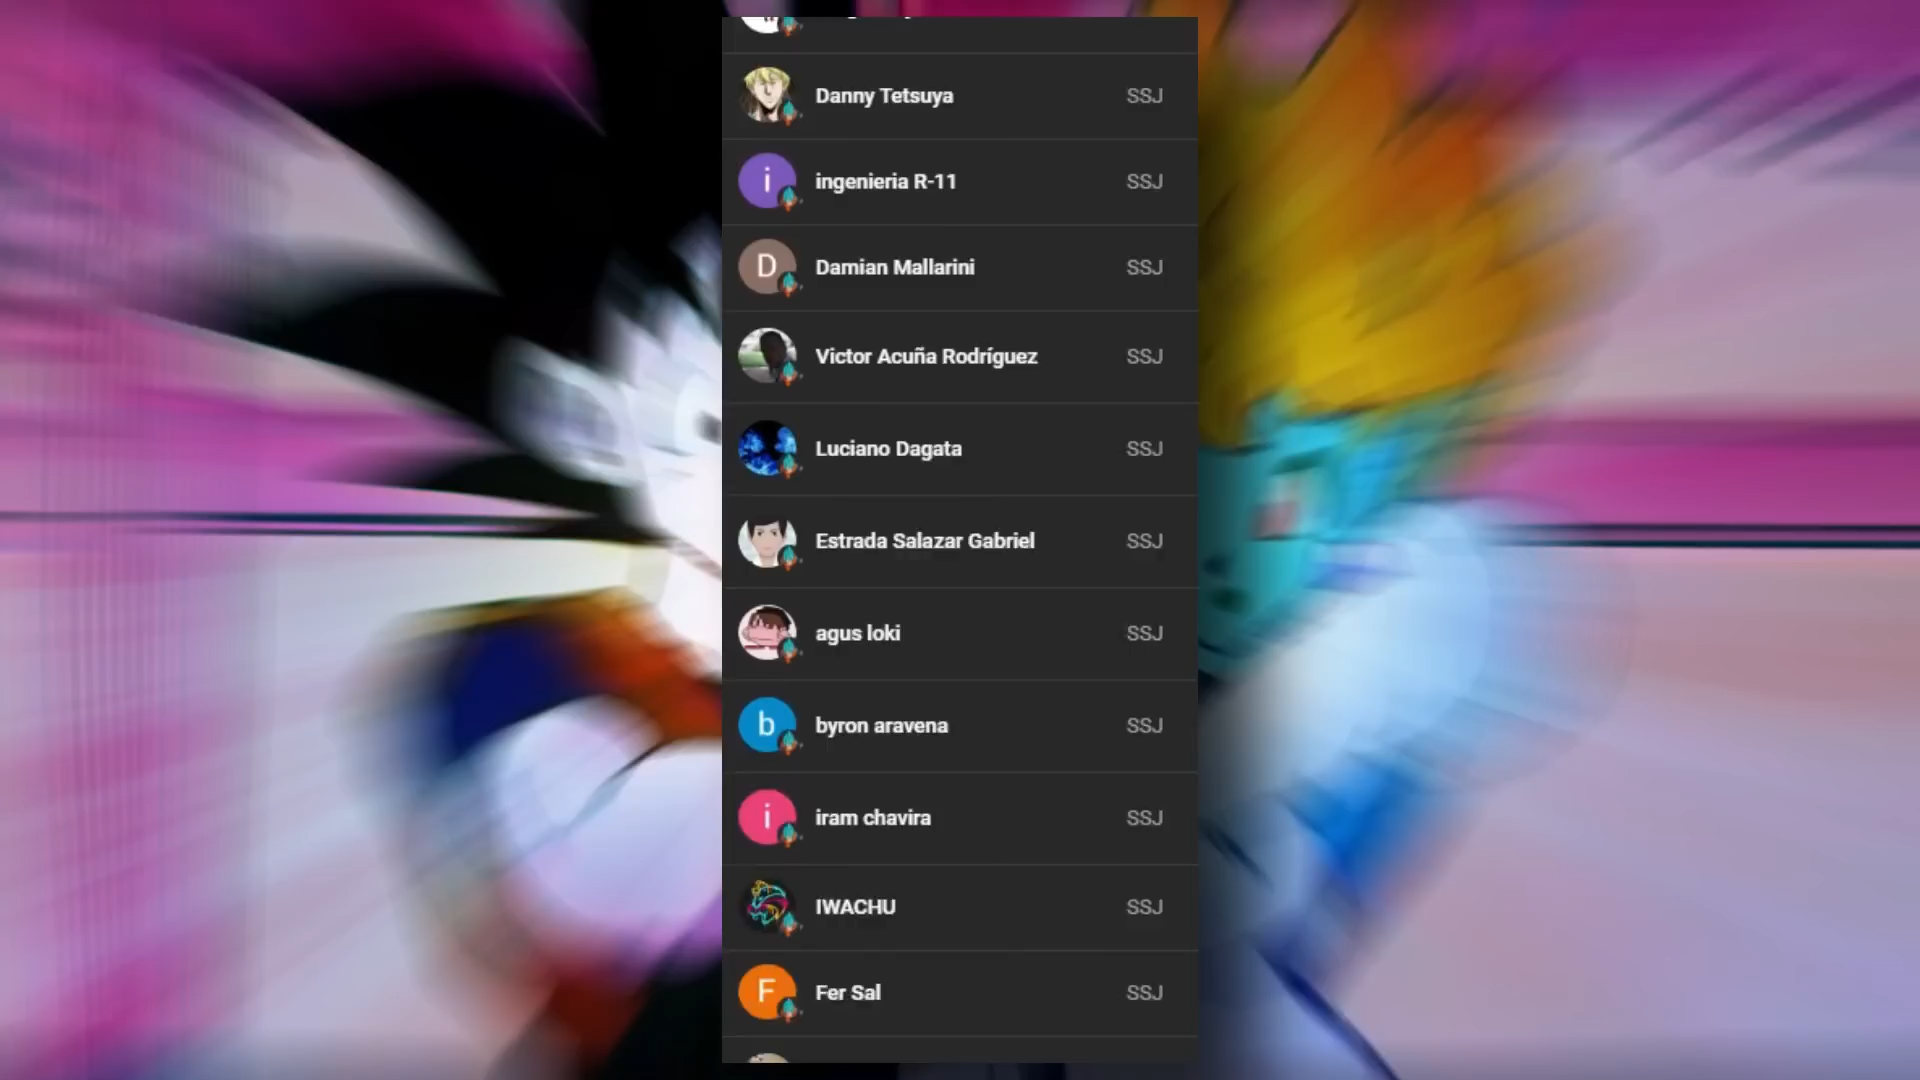 Danny Tetsuya SSJ
i ingenieria R-11 SSJ
D Damian Mallarini SSJ
Victor Acuña Rodríguez SSJ
Luciano Dagata SSJ
Estrada Salazar Gabriel SSJ
agus loki SSJ
b byron aravena SSJ
i iram chavira SSJ
IWACHU SSJ
F Fer Sal SSJ